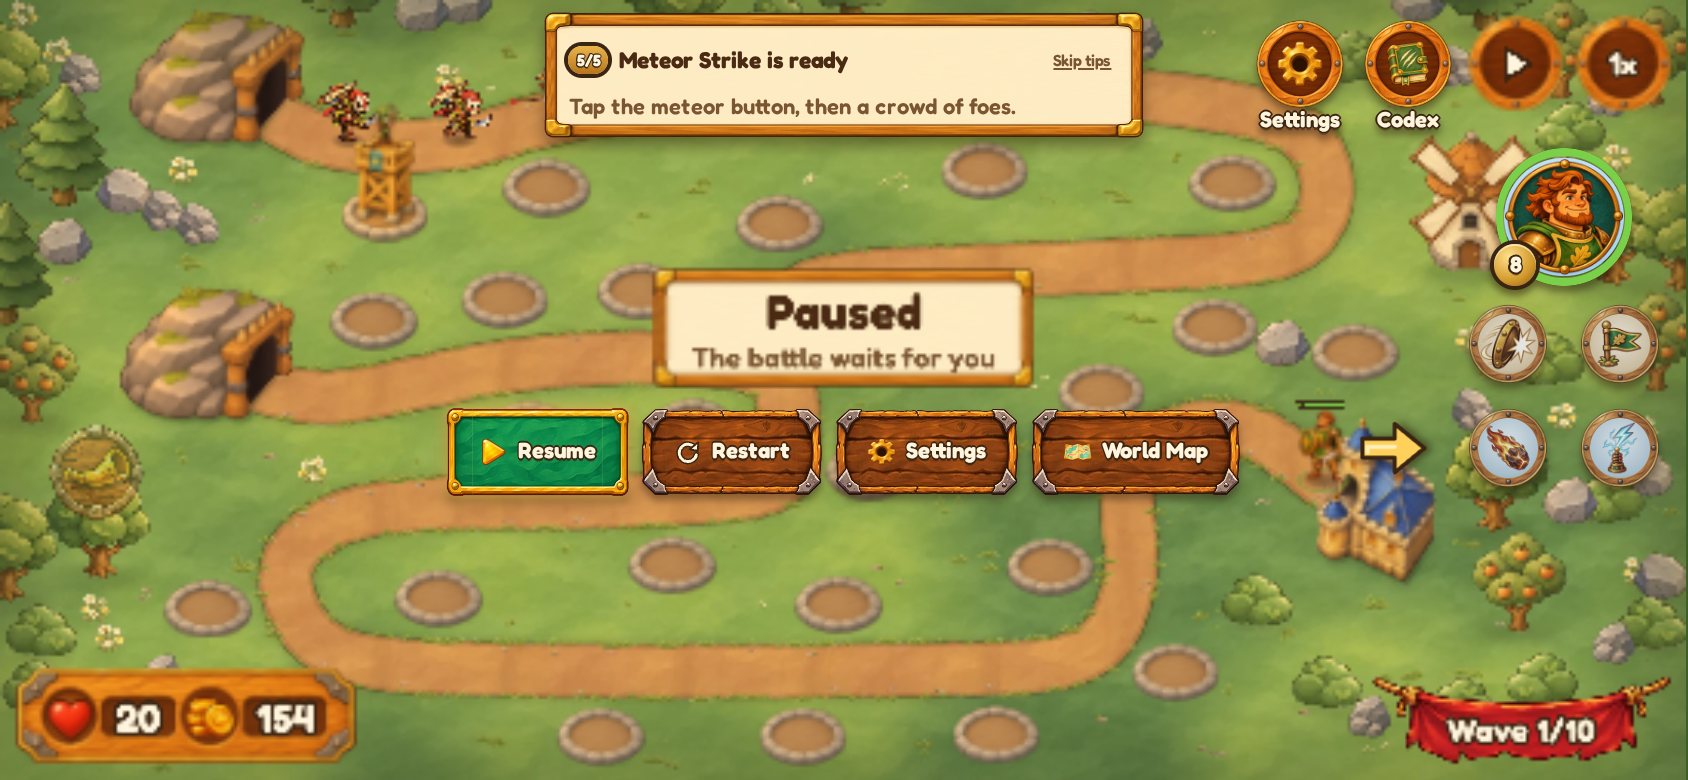 5/5 Meteor Strike is ready Skip tips
Tap the meteor button, then a crowd of foes.
Settings
Codex
1x
8
Paused
The battle waits for you
Resume
Restart
Settings
World Map
20
154
Wave 1/10